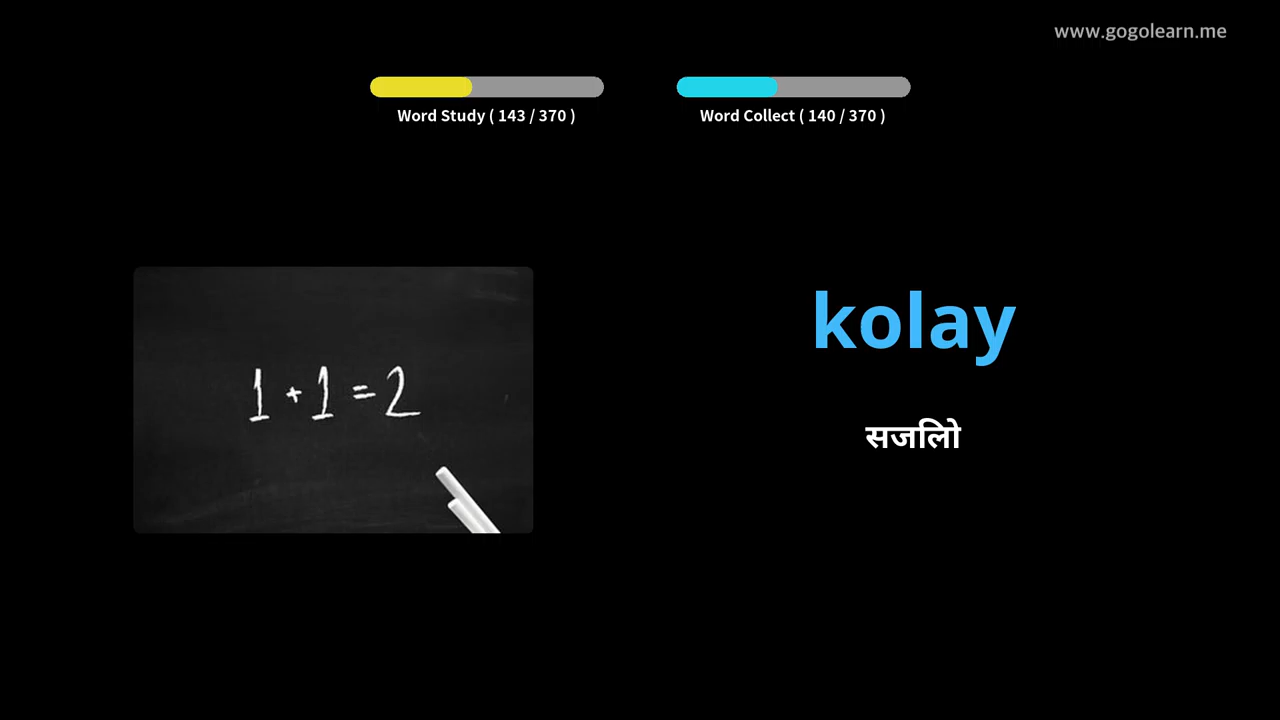 www.gogolearn.me
Word Study ( 143 / 370 )
Word Collect ( 140 / 370 )
1 + 1 = 2
kolay
सजिलो